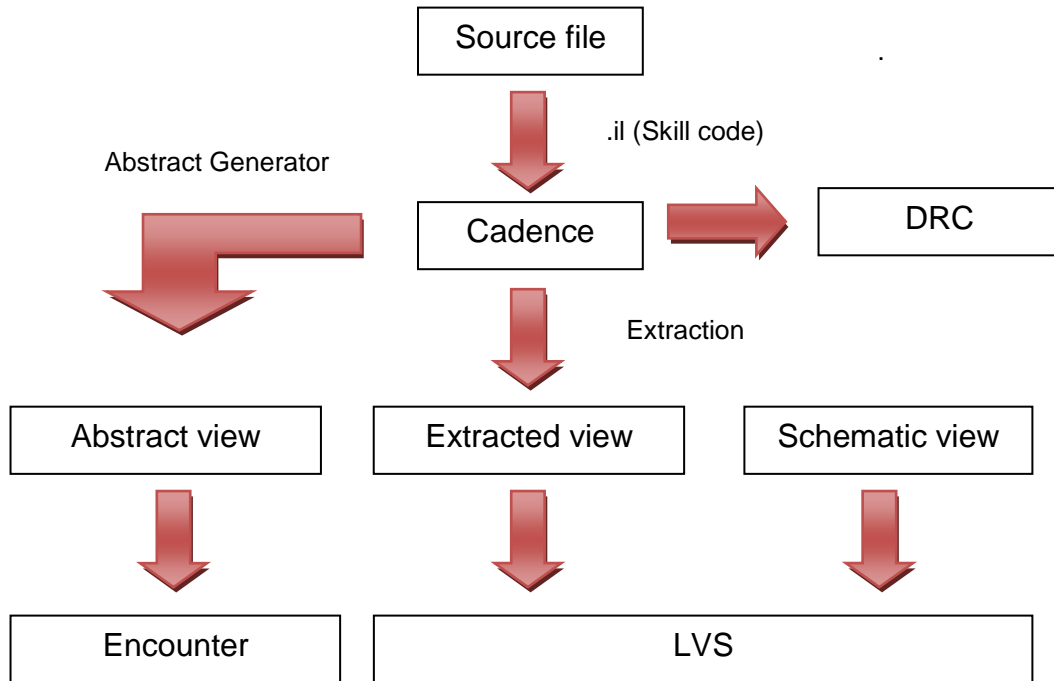 Source file
.
.il (Skill code)
Abstract Generator
Cadence
DRC
Extraction
Abstract view
Extracted view
Schematic view
Encounter
LVS